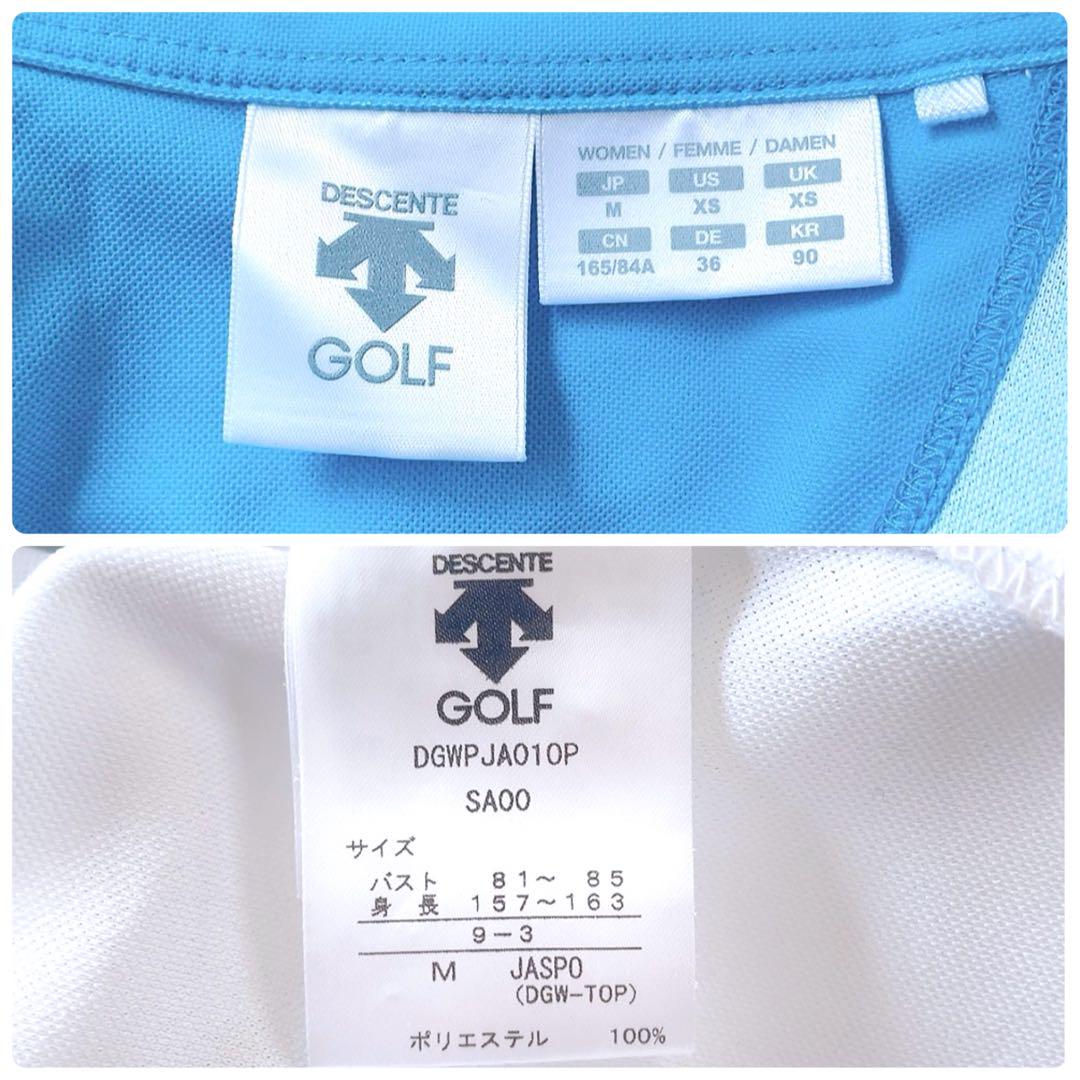 DESCENTE
GOLF
WOMEN / FEMME / DAMEN
JP US UK
M XS XS
CN DE KR
165/84A 36 90
DESCENTE
GOLF
DGWPJA010P
SA00
サイズ
バスト 81～ 85
身 長 157～163
9－3
M JASPO
(DGW-TOP)
ポリエステル 100%